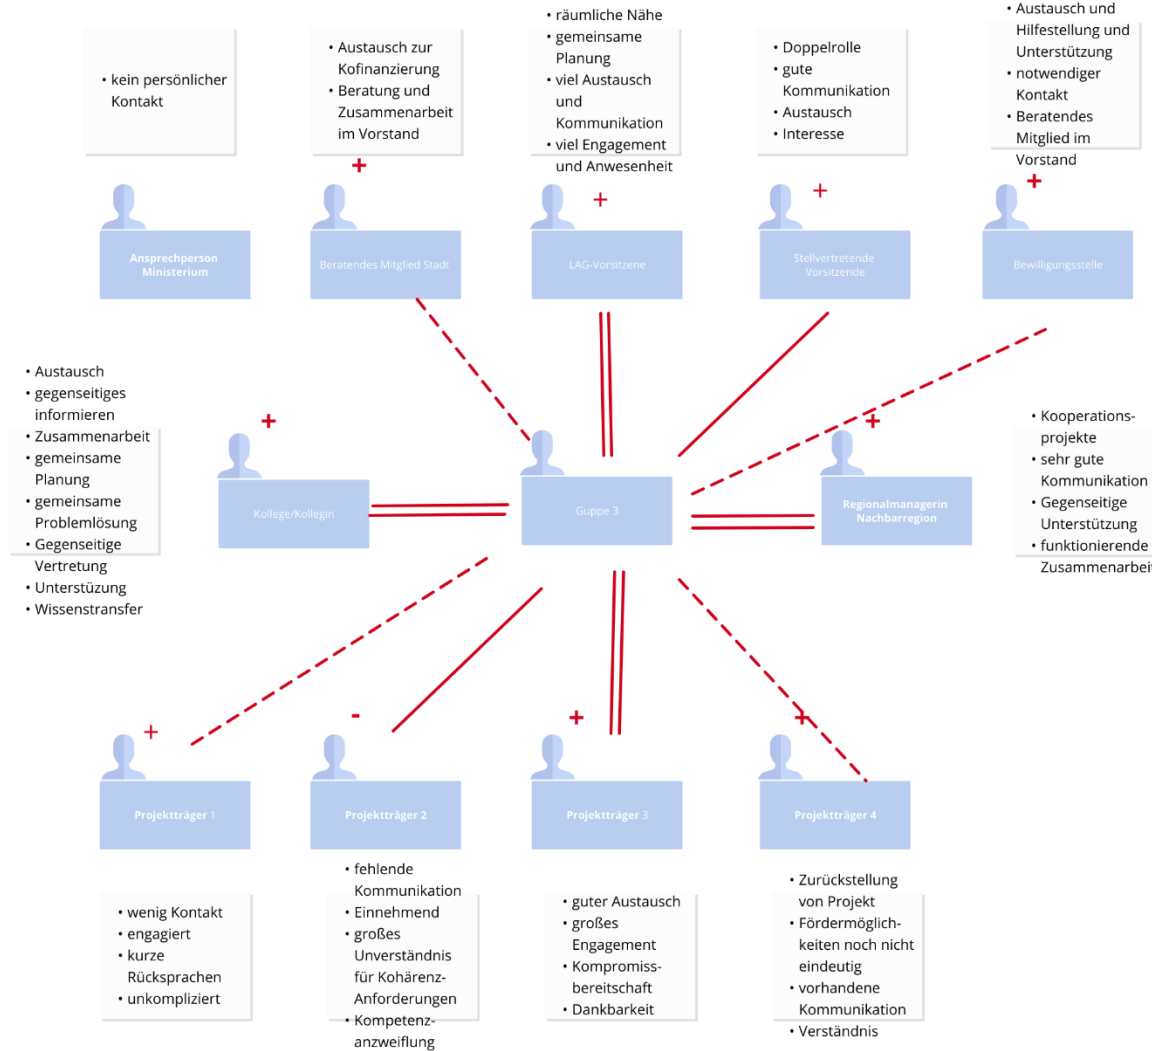 • kein persönlicher
Kontakt
• Austausch zur
Kofinanzierung
• Beratung und
Zusammenarbeit
im Vorstand
• räumliche Nähe
• gemeinsame
Planung
• viel Austausch
und
Kommunikation
• viel Engagement
und Anwesenheit
• Doppelrolle
• gute
Kommunikation
• Austausch
• Interesse
• Austausch und
Hilfestellung und
Unterstützung
• notwendiger
Kontakt
• Beratendes
Mitglied im
Vorstand
+
+
+
+
Ansprechperson
Ministerium
Beratendes Mitglied Stadt
LAG-Vorsitzene
Stellvertretende
Vorsitzende
Bewilligungsstelle
• Austausch
• gegenseitiges
informieren
• Zusammenarbeit
• gemeinsame
Planung
• gemeinsame
Problemlösung
• Gegenseitige
Vertretung
• Unterstüzung
• Wissenstransfer
+
Kollege/Kollegin
Guppe 3
+
Regionalmanagerin
Nachbarregion
• Kooperations-
projekte
• sehr gute
Kommunikation
• Gegenseitige
Unterstützung
• funktionierende
Zusammenarbeit
+
-
+
+
Projektträger 1
Projektträger 2
Projektträger 3
Projektträger 4
• wenig Kontakt
• engagiert
• kurze
Rücksprachen
• unkompliziert
• fehlende
Kommunikation
• Einnehmend
• großes
Unverständnis
für Kohärenz-
Anforderungen
• Kompetenz-
anzweiflung
• guter Austausch
• großes
Engagement
• Kompromiss-
bereitschaft
• Dankbarkeit
• Zurückstellung
von Projekt
• Fördermöglich-
keiten noch nicht
eindeutig
• vorhandene
Kommunikation
• Verständnis